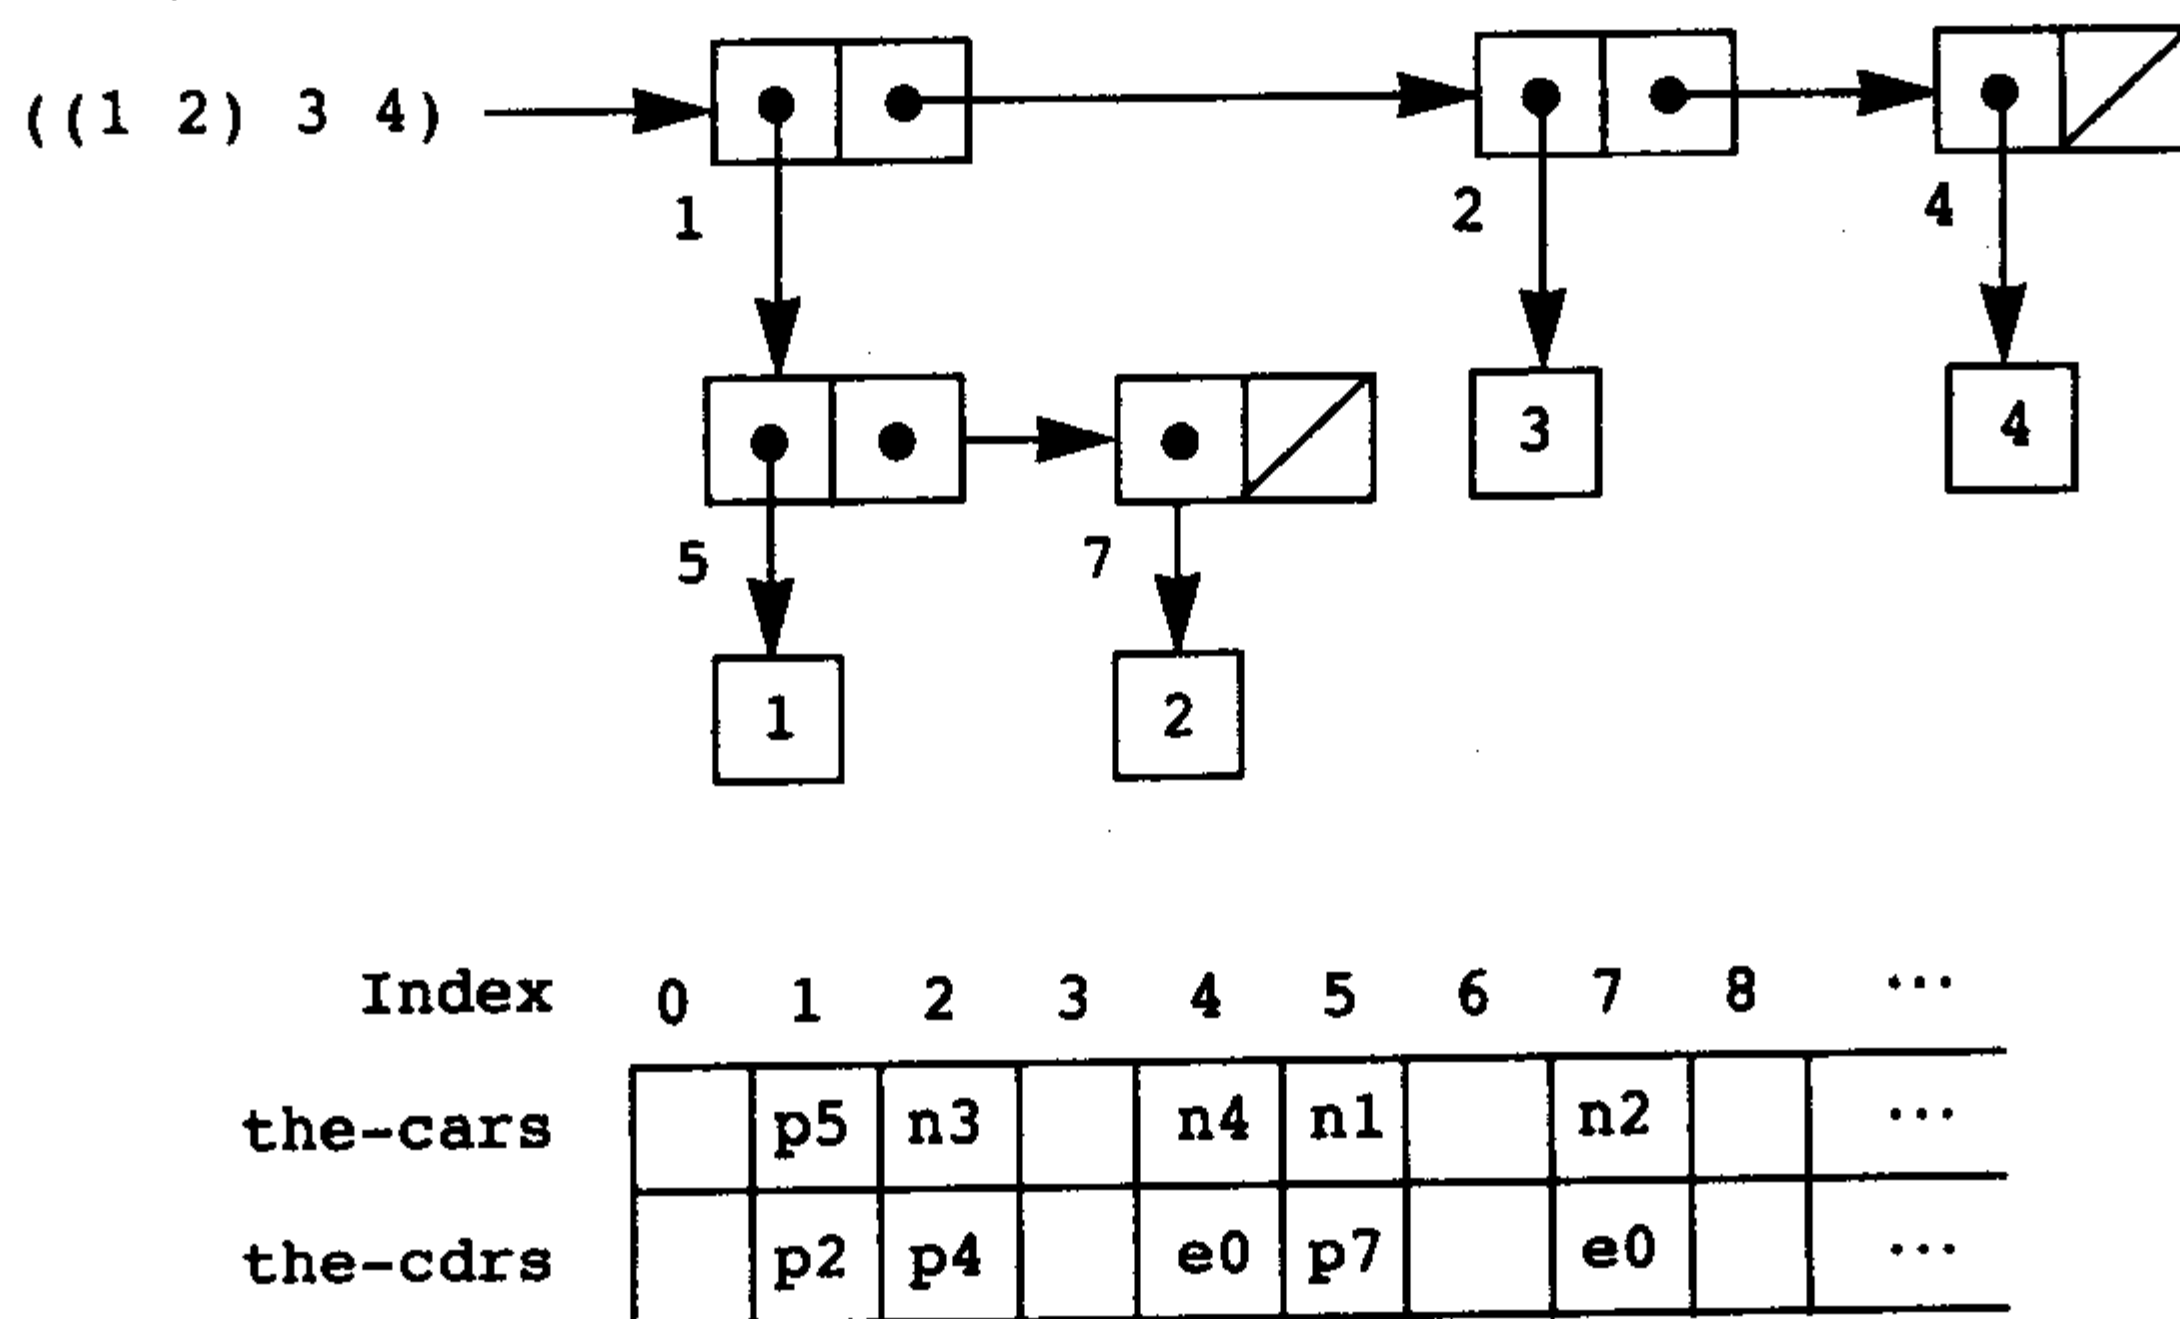 ((1 2) 3 4)
1 2 4
3 4
5 7
1 2
Index 0 1 2 3 4 5 6 7 8 ...
the-cars p5 n3 n4 n1 n2 ...
the-cdrs p2 p4 e0 p7 e0 ...